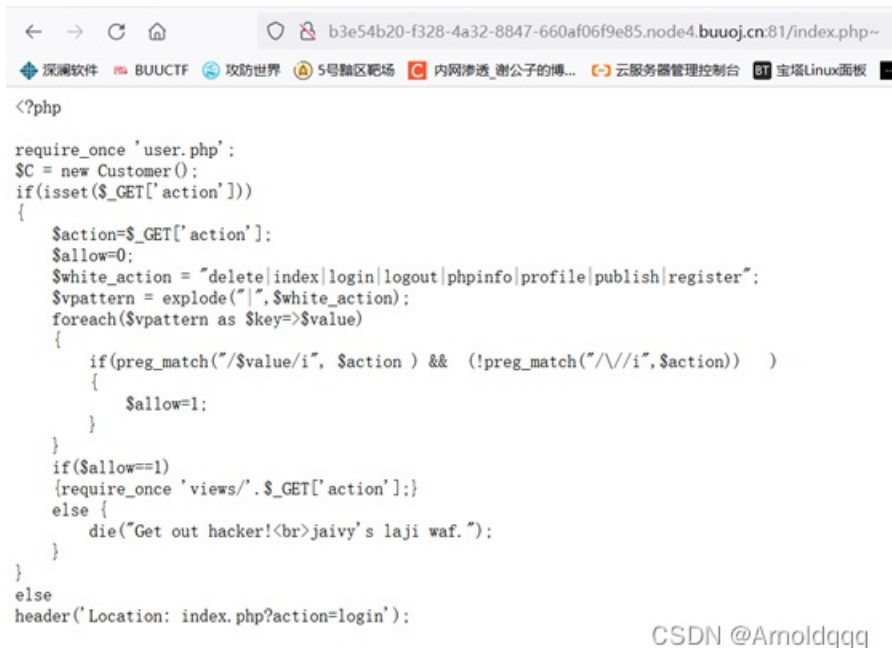 b3e54b20-f328-4a32-8847-660af06f9e85.node4.buuoj.cn:81/index.php~
深澜软件 BUUCTF 攻防世界 5号黯区靶场 内网渗透_谢公子的博... 云服务器管理控制台 BT 宝塔Linux面板
<?php
require_once 'user.php';
$C = new Customer();
if(isset($_GET['action']))
{
$action=$_GET['action'];
$allow=0;
$white_action = "delete|index|login|logout|phpinfo|profile|publish|register";
$vpattern = explode("|",$white_action);
foreach($vpattern as $key=>$value)
{
if(preg_match("/$value/i", $action ) && (!preg_match("/\//i",$action)) )
{
$allow=1;
}
}
if($allow==1)
{require_once 'views/'.$_GET['action'];}
else {
die("Get out hacker!<br>jaivy's laji waf.");
}
}
else
header('Location: index.php?action=login');
CSDN @Arnoldqqq